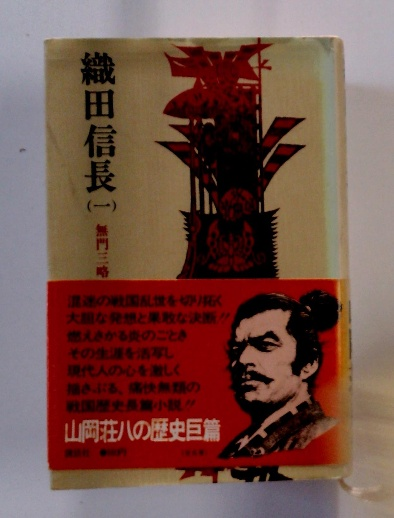 織田信長
(一)
無門三略
混迷の戦国乱世を切り拓く
大胆な発想と果敢な決断!!
燃えさかる炎のごとき
その生涯を活写し
現代人の心を激しく
揺さぶる、痛快無類の
戦国歴史長篇小説!!
山岡荘八の歴史巨篇
講談社